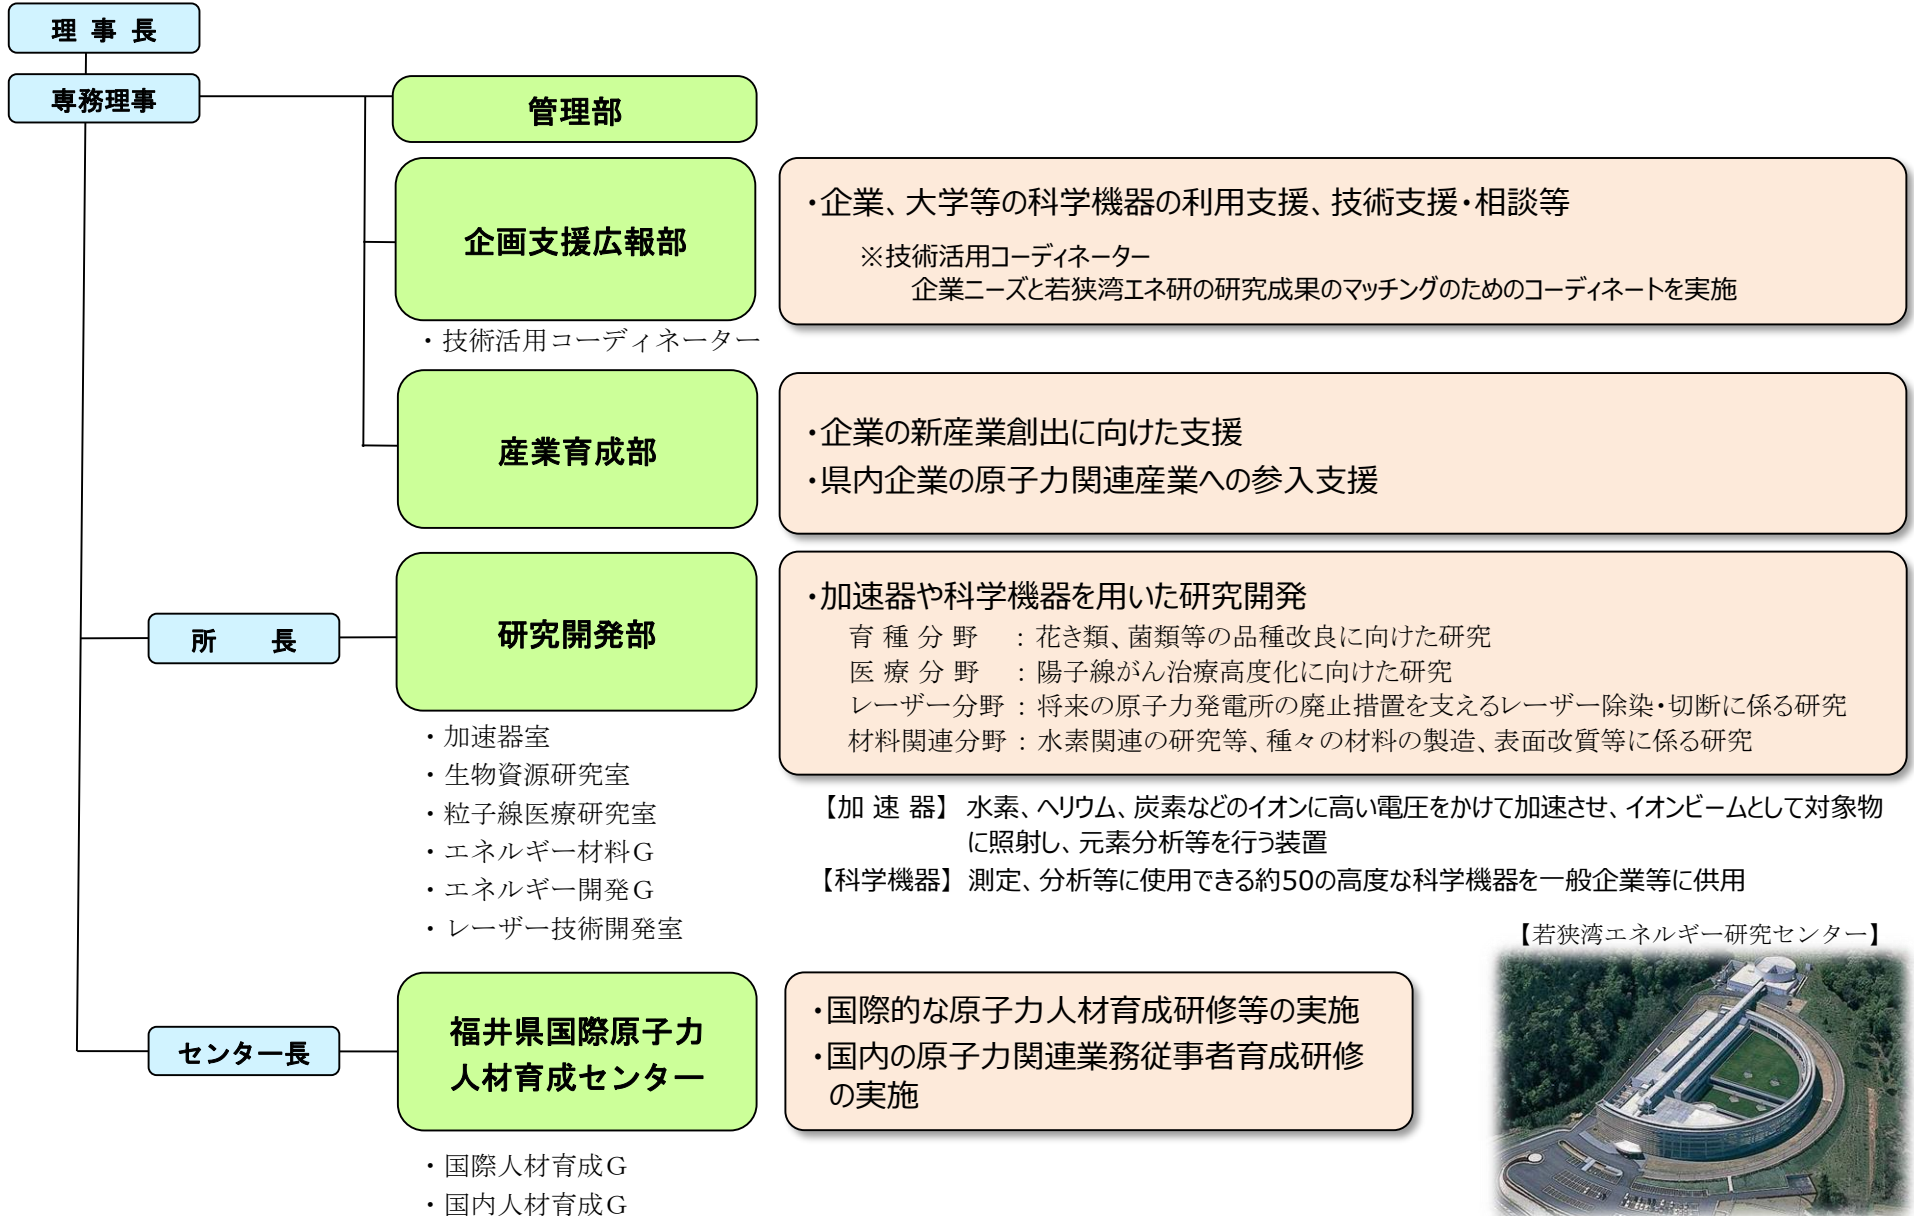 理 事 長
専務理事
管理部
企画支援広報部
・技術活用コーディネーター
・企業、大学等の科学機器の利用支援、技術支援・相談等
※技術活用コーディネーター
企業ニーズと若狭湾エネ研の研究成果のマッチングのためのコーディネートを実施
産業育成部
・企業の新産業創出に向けた支援
・県内企業の原子力関連産業への参入支援
所　　長
研究開発部
・加速器室
・生物資源研究室
・粒子線医療研究室
・エネルギー材料G
・エネルギー開発G
・レーザー技術開発室
・加速器や科学機器を用いた研究開発
育 種 分 野　：花き類、菌類等の品種改良に向けた研究
医 療 分 野　：陽子線がん治療高度化に向けた研究
レーザー分野：将来の原子力発電所の廃止措置を支えるレーザー除染・切断に係る研究
材料関連分野：水素関連の研究等、種々の材料の製造、表面改質等に係る研究
【加 速 器】 水素、ヘリウム、炭素などのイオンに高い電圧をかけて加速させ、イオンビームとして対象物
に照射し、元素分析等を行う装置
【科学機器】 測定、分析等に使用できる約50の高度な科学機器を一般企業等に供用
センター長
福井県国際原子力
人材育成センター
・国際人材育成G
・国内人材育成G
・国際的な原子力人材育成研修等の実施
・国内の原子力関連業務従事者育成研修
の実施
【若狭湾エネルギー研究センター】